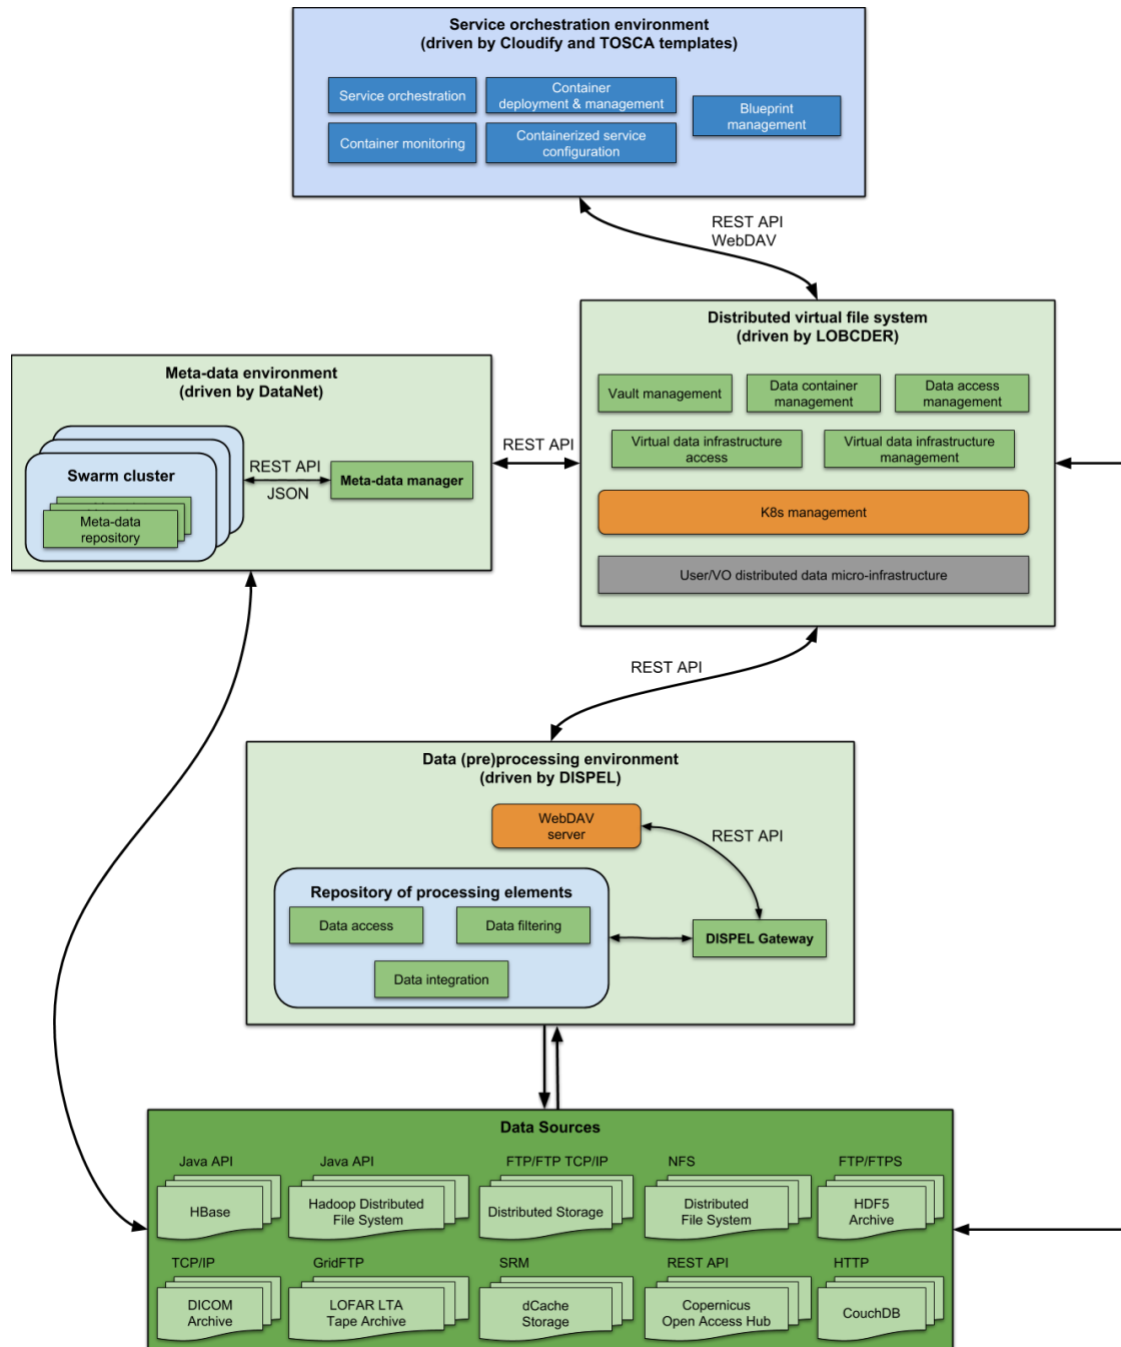 Service orchestration environment
(driven by Cloudify and TOSCA templates)
Service orchestration
Container
deployment & management
Blueprint
management
Container monitoring
Containerized service
configuration
REST API
WebDAV
Distributed virtual file system
(driven by LOBCDER)
Vault management
Data container
management
Data access
management
Virtual data infrastructure
access
Virtual data infrastructure
management
K8s management
User/VO distributed data micro-infrastructure
Meta-data environment
(driven by DataNet)
Swarm cluster
Meta-data
repository
REST API
JSON
Meta-data manager
REST API
REST API
Data (pre)processing environment
(driven by DISPEL)
WebDAV
server
REST API
Repository of processing elements
Data access
Data filtering
Data integration
DISPEL Gateway
Data Sources
Java API
HBase
Java API
Hadoop Distributed
File System
FTP/FTP TCP/IP
Distributed Storage
NFS
Distributed
File System
FTP/FTPS
HDF5
Archive
TCP/IP
DICOM
Archive
GridFTP
LOFAR LTA
Tape Archive
SRM
dCache
Storage
REST API
Copernicus
Open Access Hub
HTTP
CouchDB